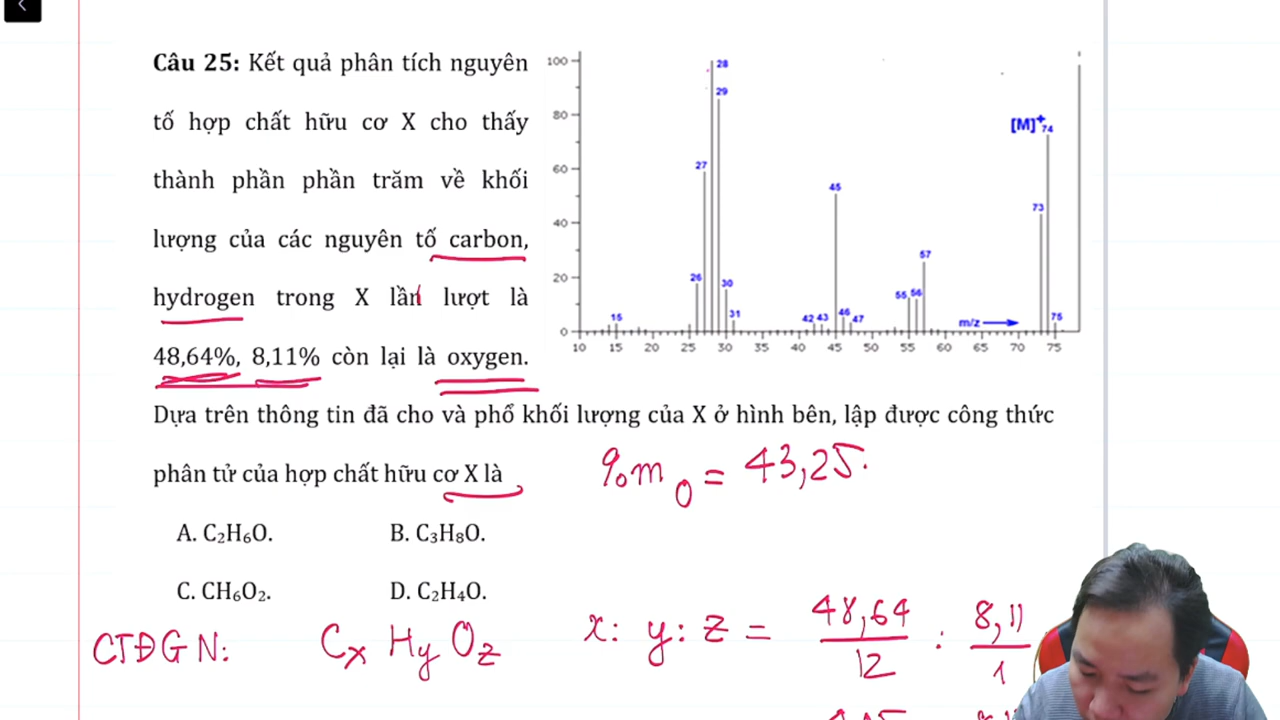 Câu 25: Kết quả phân tích nguyên
tố hợp chất hữu cơ X cho thấy
thành phần phần trăm về khối
lượng của các nguyên tố carbon,
hydrogen trong X lần lượt là
48,64%, 8,11% còn lại là oxygen.
Dựa trên thông tin đã cho và phổ khối lượng của X ở hình bên, lập được công thức
phân tử của hợp chất hữu cơ X là
A. C₂H₆O. B. C₃H₈O.
C. CH₆O₂. D. C₂H₄O.
100 80 60 40 20 0
10 15 20 25 30 35 40 45 50 55 60 65 70 75
15 26 27 28 29 30 31 42 43 45 46 47 55 56 57 73 74 75
[M]⁺
m/z
%m O = 43,25.
CTĐGN: Cx Hy Oz
x: y: z = 48,64/12 : 8,11/1